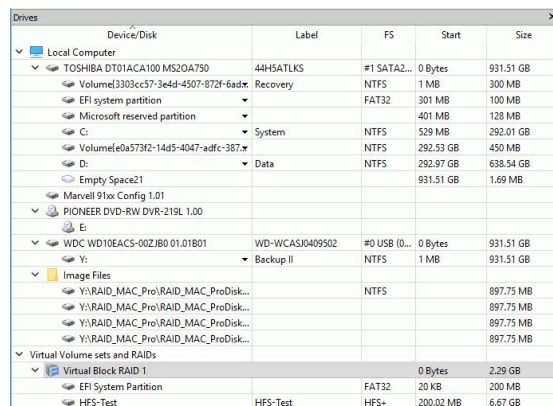 Drives
Device/Disk Label FS Start Size
Local Computer
TOSHIBA DT01ACA100 MS2OA750 44H5ATLKS #1 SATA2... 0 Bytes 931.51 GB
Volume{3303cc57-3e4d-4507-872f-6ad... Recovery NTFS 1 MB 300 MB
EFI system partition FAT32 301 MB 100 MB
Microsoft reserved partition 401 MB 128 MB
C: System NTFS 529 MB 292.01 GB
Volume{e0a573f2-14d5-4047-adfc-387... NTFS 292.53 GB 450 MB
D: Data NTFS 292.97 GB 638.54 GB
Empty Space21 931.51 GB 1.69 MB
Marvell 91xx Config 1.01
PIONEER DVD-RW DVR-219L 1.00
E:
WDC WD10EACS-00ZJB0 01.01B01 WD-WCASJ0409502 #0 USB (0... 0 Bytes 931.51 GB
Y: Backup II NTFS 1 MB 931.51 GB
Image Files
Y:\RAID_MAC_Pro\RAID_MAC_ProDisk... NTFS 897.75 MB
Y:\RAID_MAC_Pro\RAID_MAC_ProDisk... 897.75 MB
Y:\RAID_MAC_Pro\RAID_MAC_ProDisk... 897.75 MB
Y:\RAID_MAC_Pro\RAID_MAC_ProDisk... 897.75 MB
Virtual Volume sets and RAIDs
Virtual Block RAID 1 0 Bytes 2.29 GB
EFI System Partition FAT32 20 KB 200 MB
HFS-Test HFS-Test HFS+ 200.02 MB 6.67 GB